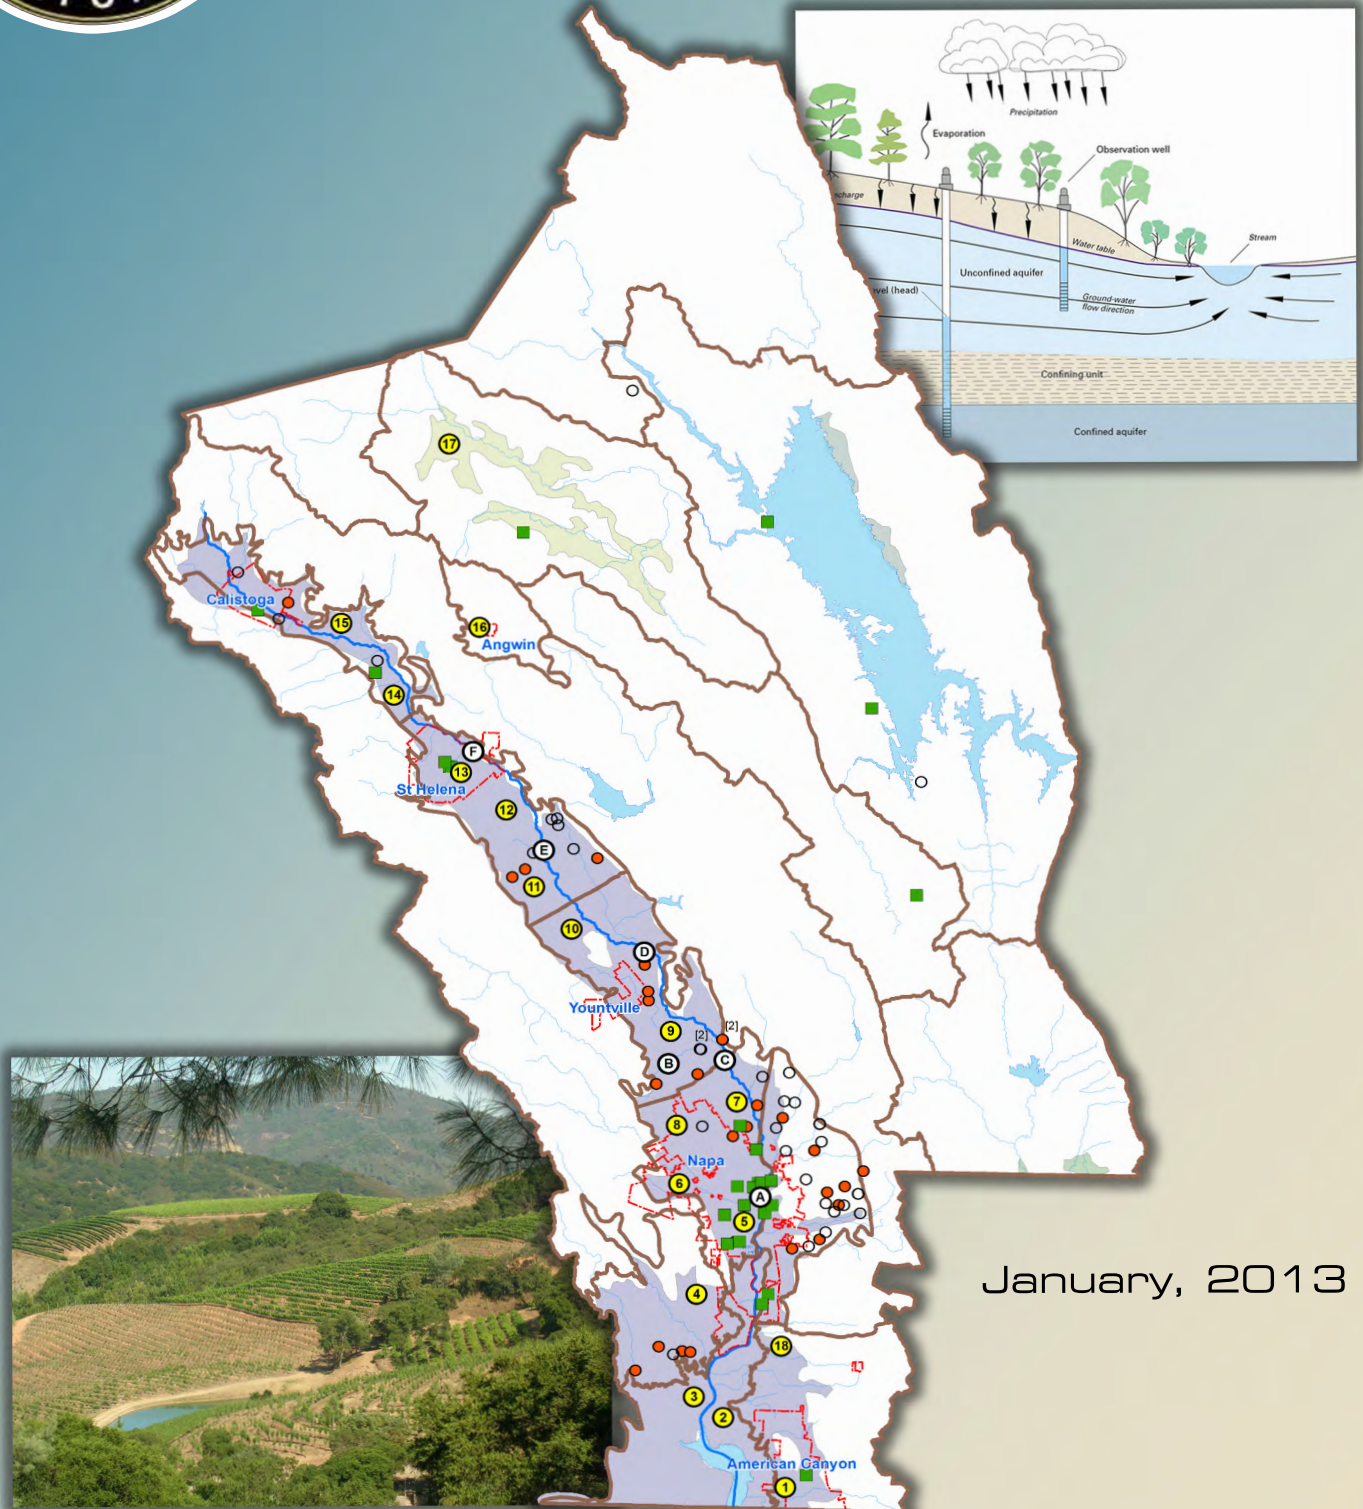 Precipitation
Evaporation
Observation well
Water table
Stream
Unconfined aquifer
Ground-water
flow direction
(head)
Confining unit
Confined aquifer
17
Calistoga
15
16
Angwin
14
F
13
St Helena
12
E
11
10
D
Yountville
9
[2]
[2]
B
C
7
8
Napa
6
A
5
4
January, 2013
18
3
2
American Canyon
1